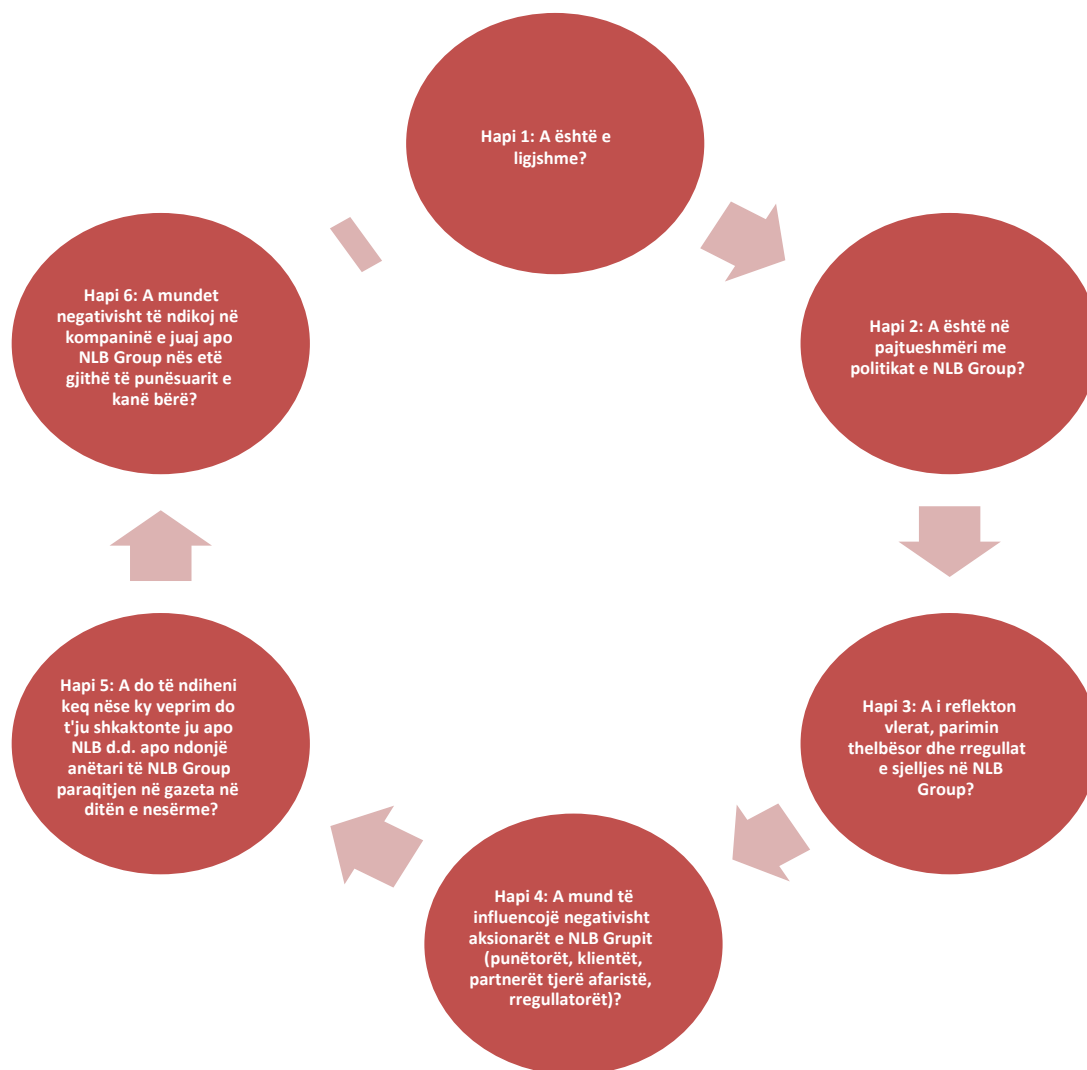 Hapi 1: A është e
ligjshme?
Hapi 2: A është në
pajtueshmëri me
politikat e NLB Group?
Hapi 3: A i reflekton
vlerat, parimin
thelbësor dhe rregullat
e sjelljes në NLB
Group?
Hapi 4: A mund të
influencojë negativisht
aksionarët e NLB Grupit
(punëtorët, klientët,
partnerët tjerë afaristë,
rregullatorët)?
Hapi 5: A do të ndiheni
keq nëse ky veprim do
t'ju shkaktonte ju apo
NLB d.d. apo ndonjë
anëtari të NLB Group
paraqitjen në gazeta në
ditën e nesërme?
Hapi 6: A mundet
negativisht të ndikoj në
kompaninë e juaj apo
NLB Group nës etë
gjithë të punësuarit e
kanë bërë?